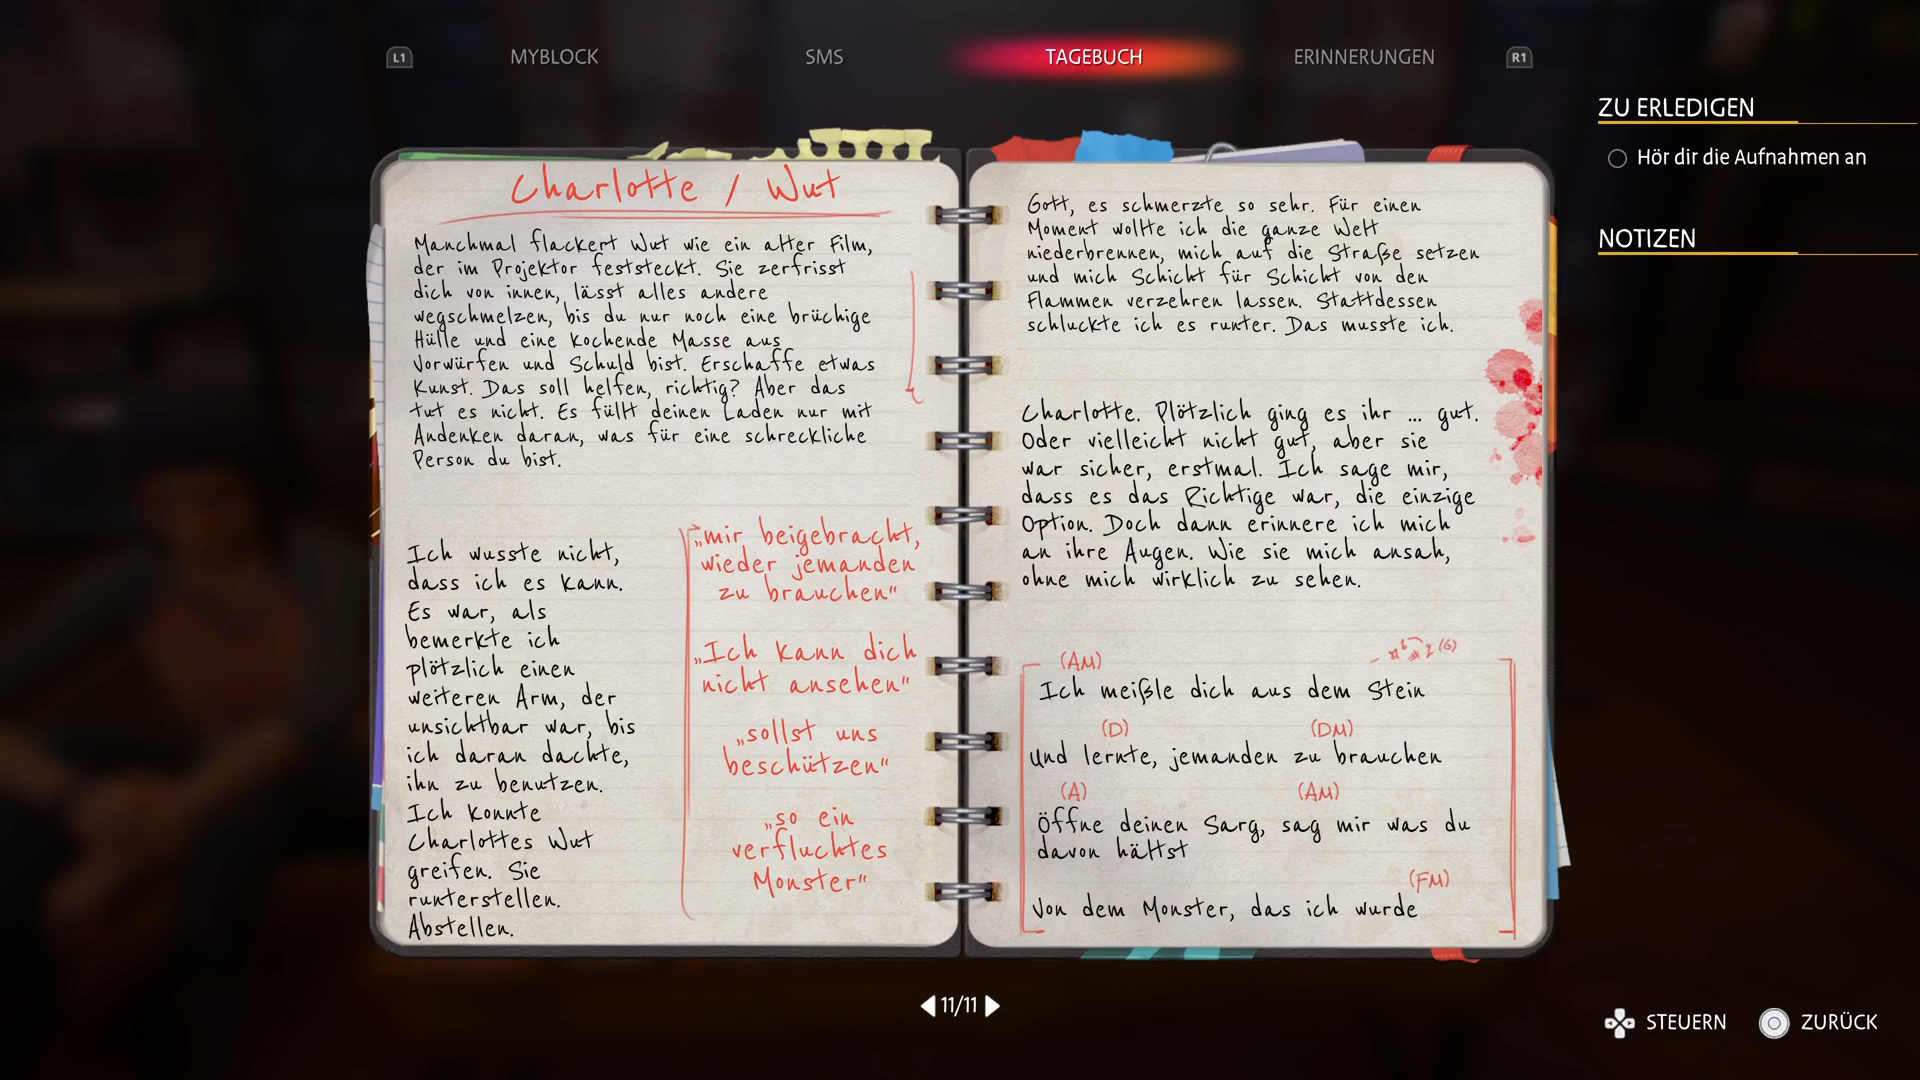 L1
MYBLOCK
SMS
TAGEBUCH
ERINNERUNGEN
R1
ZU ERLEDIGEN
Hör dir die Aufnahmen an
NOTIZEN
Charlotte / Wut
Manchmal flackert Wut wie ein alter Film,
der im Projektor feststeckt. Sie zerfrisst
dich von innen, lässt alles andere
wegschmelzen, bis du nur noch eine brüchige
Hülle und eine kochende Masse aus
Vorwürfen und Schuld bist. Erschaffe etwas
Kunst. Das soll helfen, richtig? Aber das
tut es nicht. Es füllt deinen Laden nur mit
Andenken daran, was für eine schreckliche
Person du bist.
Ich wusste nicht,
dass ich es kann.
Es war, als
bemerkte ich
plötzlich einen
weiteren Arm, der
unsichtbar war, bis
ich daran dachte,
ihn zu benutzen.
Ich konnte
Charlottes Wut
greifen. Sie
runterstellen.
Abstellen.
„mir beigebracht,
wieder jemanden
zu brauchen“
„Ich kann dich
nicht ansehen“
„sollst uns
beschützen“
„so ein
verfluchtes
Monster“
Gott, es schmerzte so sehr. Für einen
Moment wollte ich die ganze Welt
niederbrennen, mich auf die Straße setzen
und mich Schicht für Schicht von den
Flammen verzehren lassen. Stattdessen
schluckte ich es runter. Das musste ich.
Charlotte. Plötzlich ging es ihr ... gut.
Oder vielleicht nicht gut, aber sie
war sicher, erstmal. Ich sage mir,
dass es das Richtige war, die einzige
Option. Doch dann erinnere ich mich
an ihre Augen. Wie sie mich ansah,
ohne mich wirklich zu sehen.
(AM)
Ich meißle dich aus dem Stein
(D) (DM)
Und lernte, jemanden zu brauchen
(A) (AM)
Öffne deinen Sarg, sag mir was du
davon hältst
(FM)
Von dem Monster, das ich wurde
11/11
STEUERN
ZURÜCK